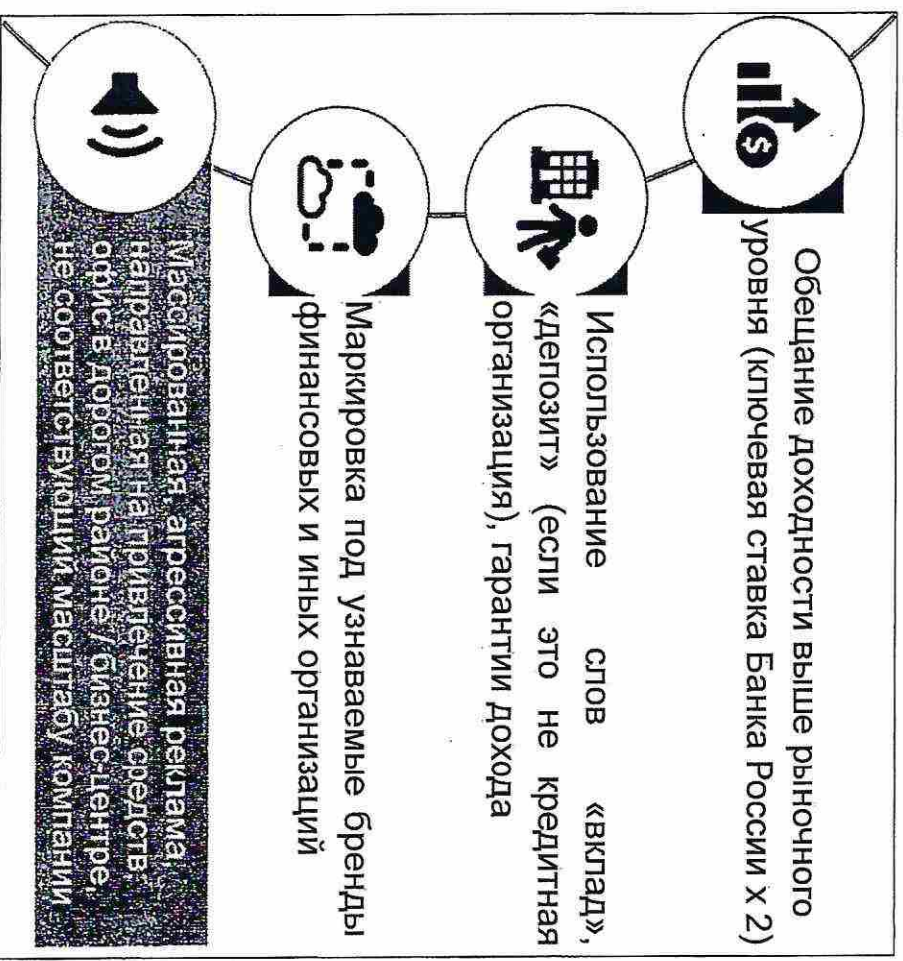 Обещание доходности выше рыночного
уровня (ключевая ставка Банка России х 2)
Использование слов «вклад»,
«депозит» (если это не кредитная
организация), гарантии дохода
Маркировка под узнаваемые бренды
финансовых и иных организаций
Массированная, агрессивная реклама
направленная на привлечение средств
офис в дорогом районе / бизнес-центре,
не соответствующий масштабу компании